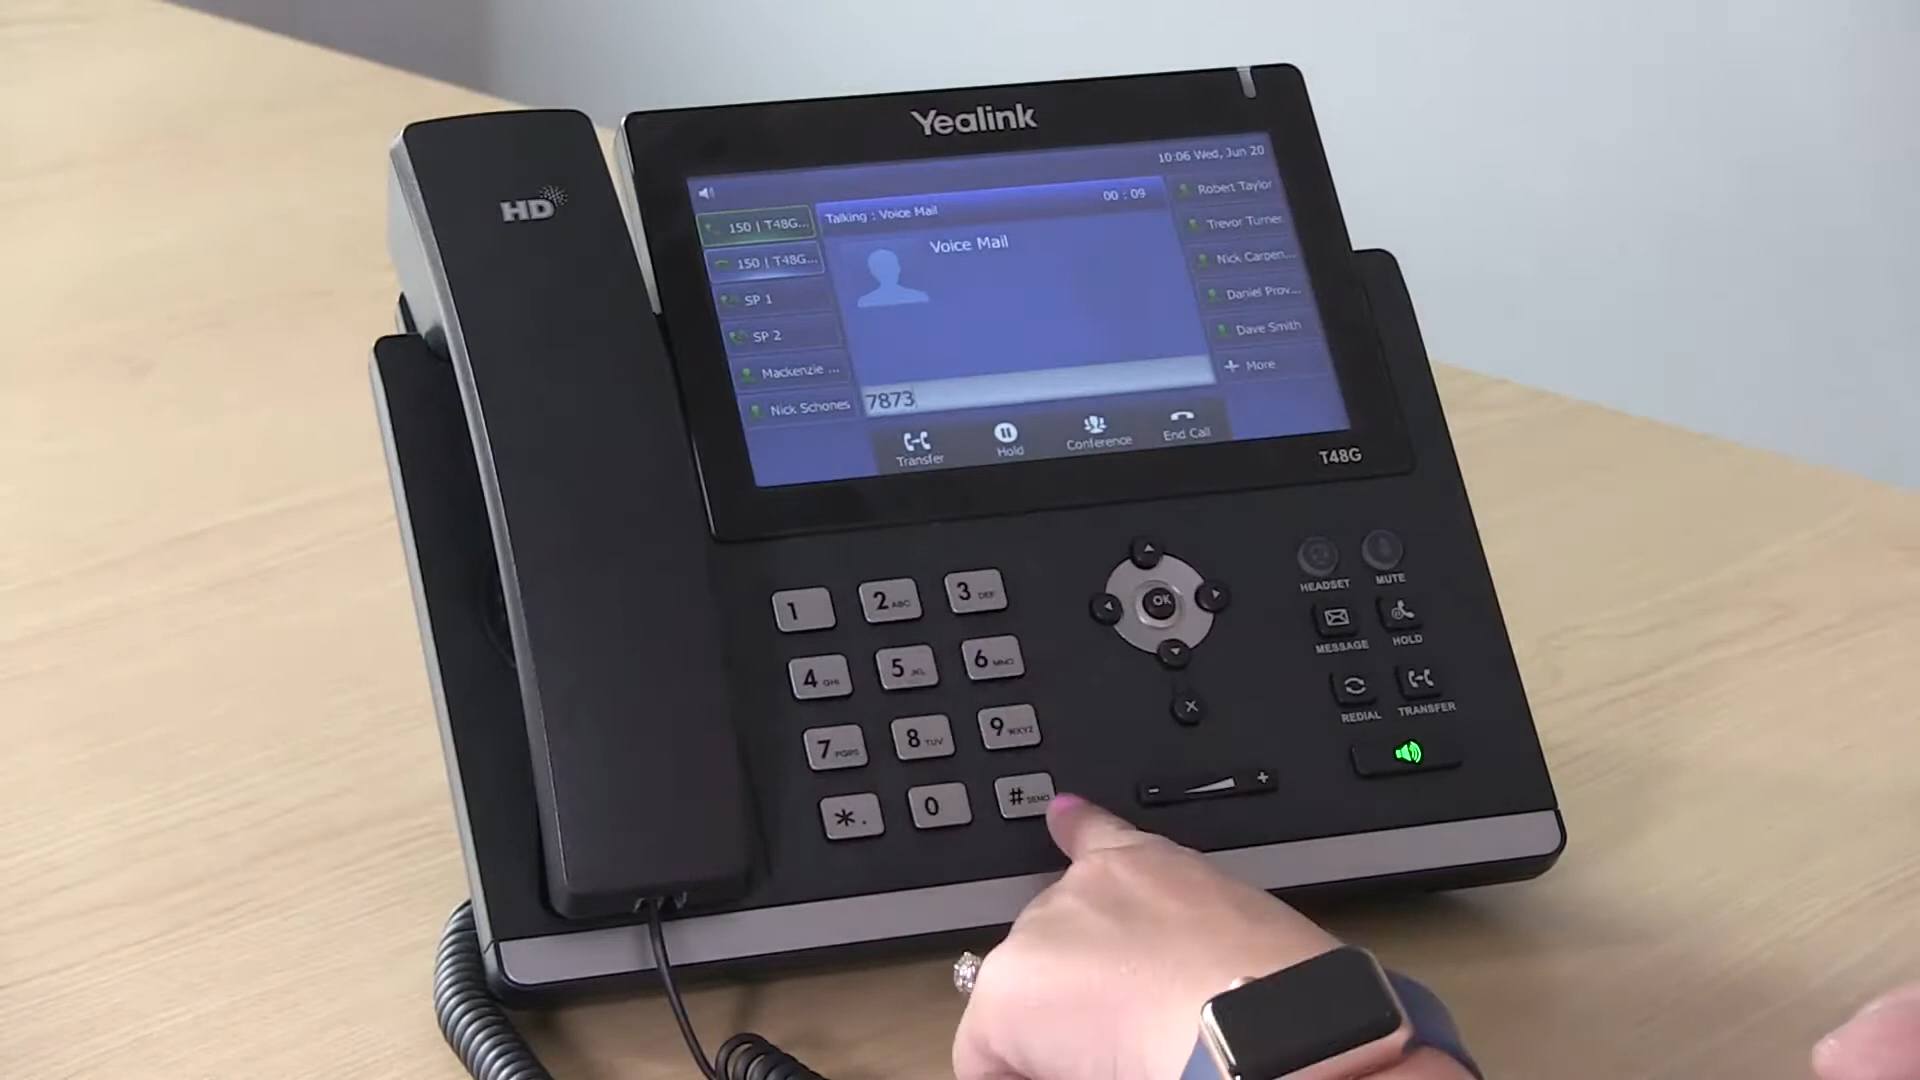 Yealink
HD
10:06 Wed, Jun 20
150 | T48G...
Talking : Voice Mail
00 : 09
Robert Taylor
150 | T48G...
Voice Mail
Trevor Turner
SP 1
Nick Carpen...
SP 2
Daniel Prov...
Mackenzie ...
Dave Smith
Nick Schones
7873
+ More
Transfer
Hold
Conference
End Call
T48G
1
2 ABC
3 DEF
4 GHI
5 JKL
6 MNO
7 PQRS
8 TUV
9 WXYZ
* .
0
# SEND
OK
X
- +
HEADSET
MUTE
MESSAGE
HOLD
REDIAL
TRANSFER